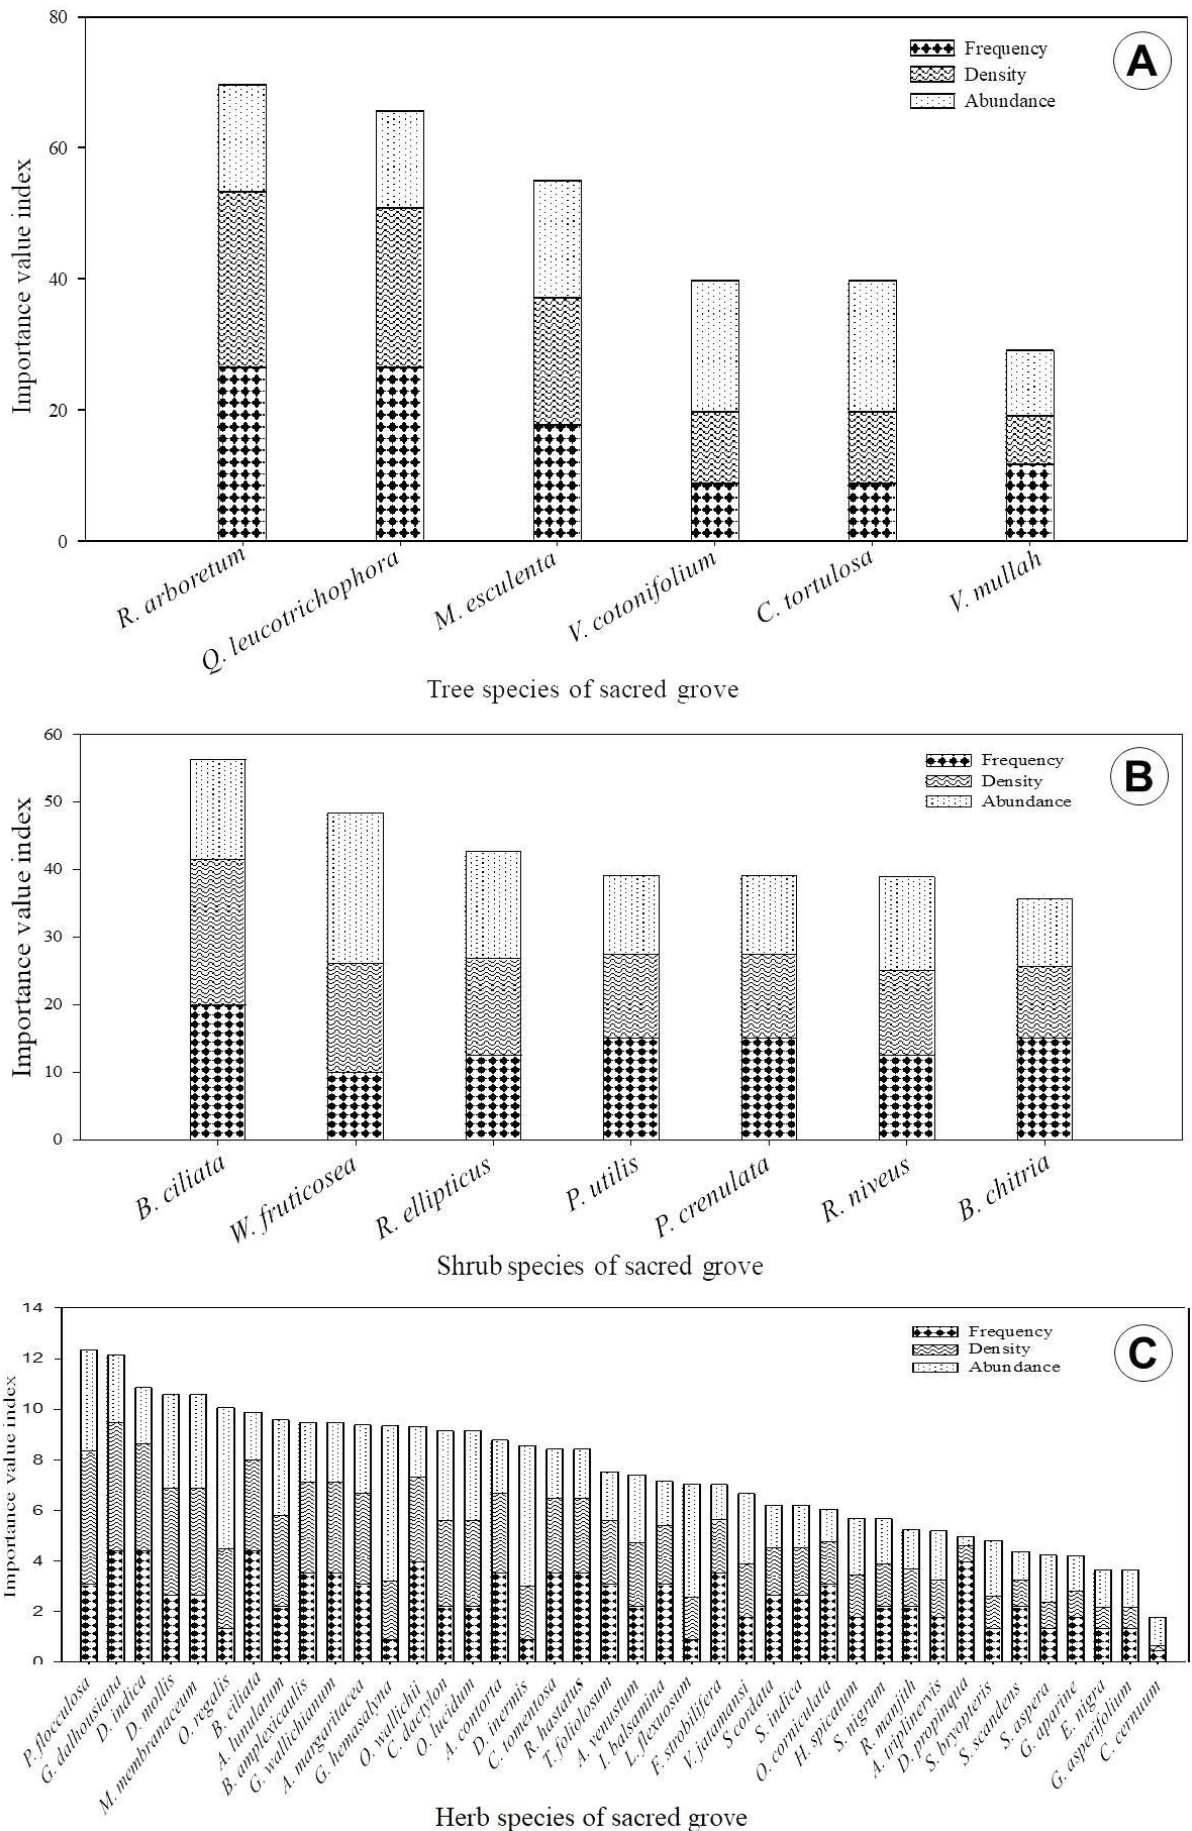 80
60
40
20
0
Importance value index
Frequency
Density
Abundance
A
R. arboretum
Q. leucotrichophora
M. esculenta
V. cotonifolium
C. tortulosa
V. mullah
Tree species of sacred grove
60
50
40
30
20
10
0
Importance value index
Frequency
Density
Abundance
B
B. ciliata
W. fruticosea
R. ellipticus
P. utilis
P. crenulata
R. niveus
B. chitria
Shrub species of sacred grove
14
12
10
8
6
4
2
0
Importance value index
Frequency
Density
Abundance
C
P. flocculosa
G. dalhousiana
D. indica
D. mollis
M. membranaceum
O. regalis
B. ciliata
A. lunulatum
B. amplexicaulis
G. wallichianum
A. margaritacea
G. hemasalyna
O. wallichii
C. dactylon
O. lucidum
A. contorta
D. inermis
C. tomentosa
R. hastatus
T. foliolosum
A. venustum
I. balsamina
L. flexuosum
F. strobilifera
V. jatamansi
S. cordata
S. indica
O. corniculata
H. spicatum
S. nigrum
R. manjith
A. triplinervis
D. propinqua
S. bryopteris
S. scandens
S. aspera
G. aparine
E. nigra
G. asperifolium
C. cernum
Herb species of sacred grove